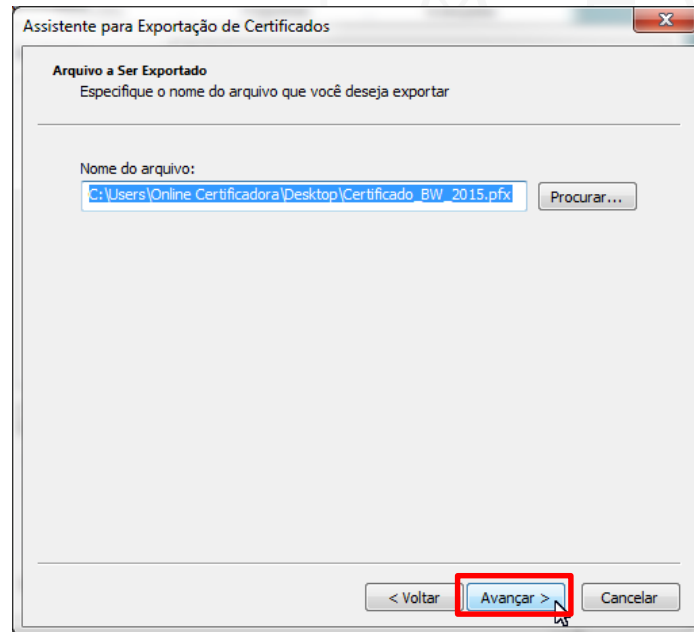 Assistente para Exportação de Certificados
Arquivo a Ser Exportado
Especifique o nome do arquivo que você deseja exportar
Nome do arquivo:
C:\Users\Online Certificadora\Desktop\Certificado_BW_2015.pfx
Procurar...
< Voltar
Avançar >
Cancelar